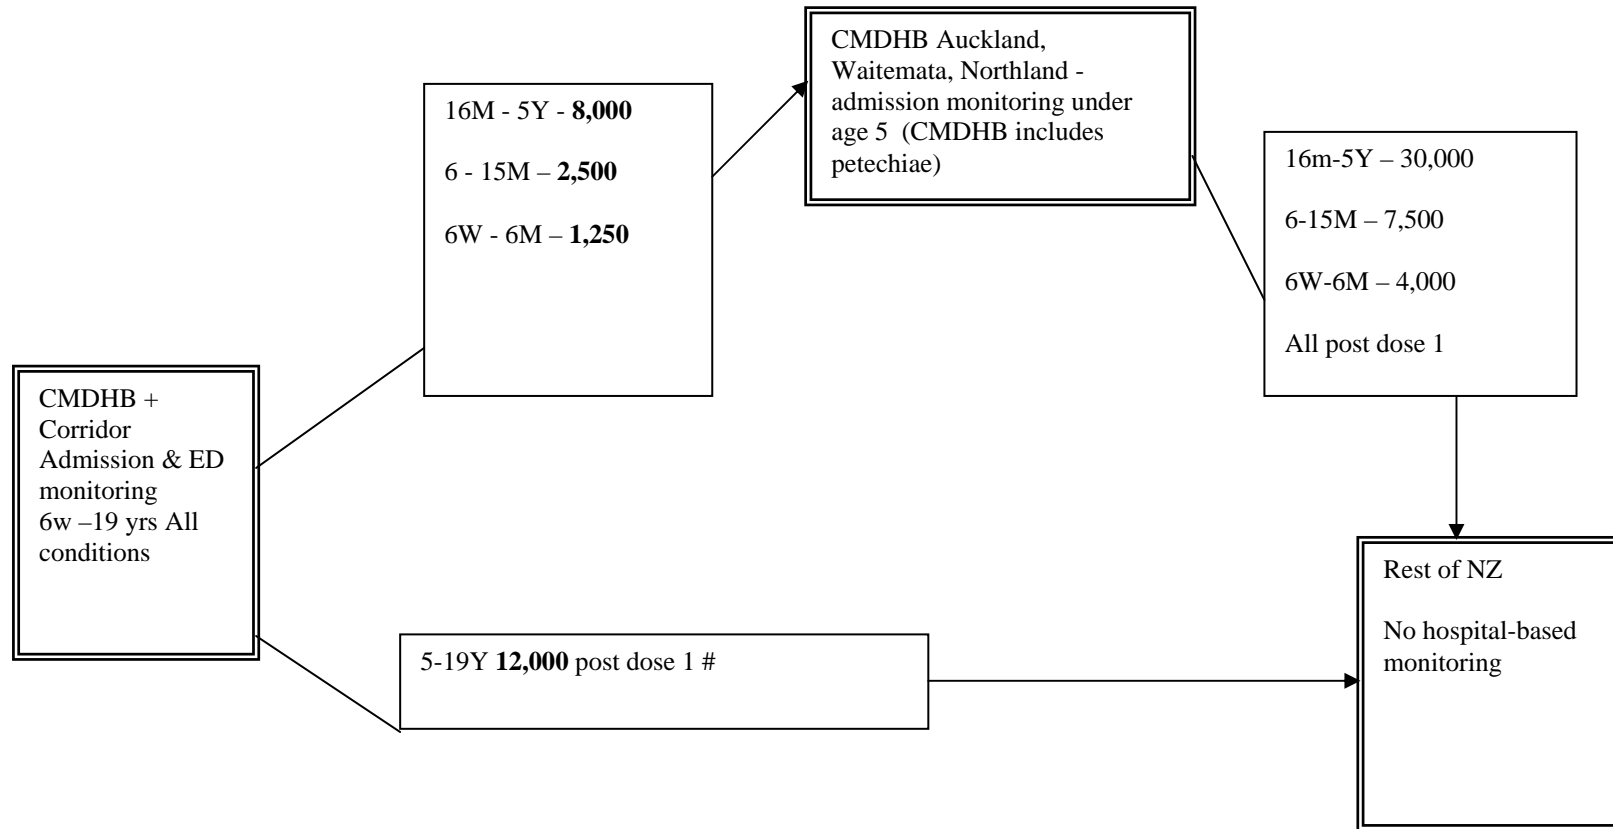 CMDHB +
Corridor
Admission & ED
monitoring
6w –19 yrs All
conditions
16M - 5Y - 8,000
6 - 15M – 2,500
6W - 6M – 1,250
CMDHB Auckland,
Waitemata, Northland -
admission monitoring under
age 5 (CMDHB includes
petechiae)
16m-5Y – 30,000
6-15M – 7,500
6W-6M – 4,000
All post dose 1
5-19Y 12,000 post dose 1 #
Rest of NZ
No hospital-based
monitoring